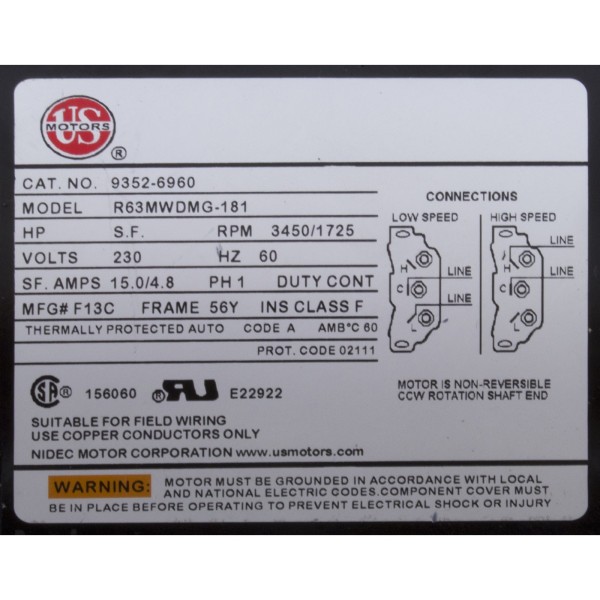 US
MOTORS
®
CAT. NO. 9352-6960
MODEL R63MWDMG-181
HP S.F. RPM 3450/1725
VOLTS 230 HZ 60
SF. AMPS 15.0/4.8 PH 1 DUTY CONT
MFG# F13C FRAME 56Y INS CLASS F
THERMALLY PROTECTED AUTO CODE A AMB°C 60
PROT. CODE 02111
CONNECTIONS
LOW SPEED HIGH SPEED
LINE
H H
LINE LINE
C C
LINE
L L
SA ® 156060 ® RU E22922
MOTOR IS NON-REVERSIBLE
CCW ROTATION SHAFT END
SUITABLE FOR FIELD WIRING
USE COPPER CONDUCTORS ONLY
NIDEC MOTOR CORPORATION www.usmotors.com
WARNING: MOTOR MUST BE GROUNDED IN ACCORDANCE WITH LOCAL
AND NATIONAL ELECTRIC CODES.COMPONENT COVER MUST
BE IN PLACE BEFORE OPERATING TO PREVENT ELECTRICAL SHOCK OR INJURY